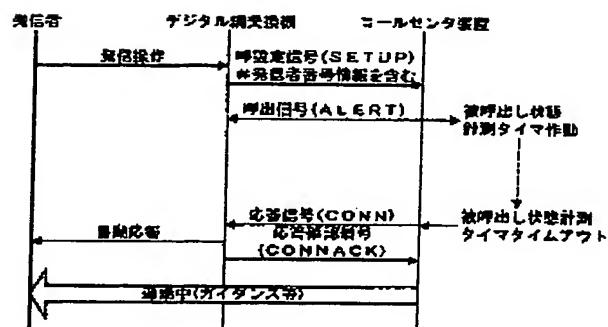 発信者
デジタル網交換機
コールセンタ装置
発信操作
呼設定信号(SETUP)
※発信者番号情報を含む
呼出信号(ALERT)
被呼出し状態
計測タイマ作動
応答信号(CONN)
被呼出し状態計測
タイマタイムアウト
自動応答
応答確認信号
(CONNACK)
通話中(ガイダンス等)